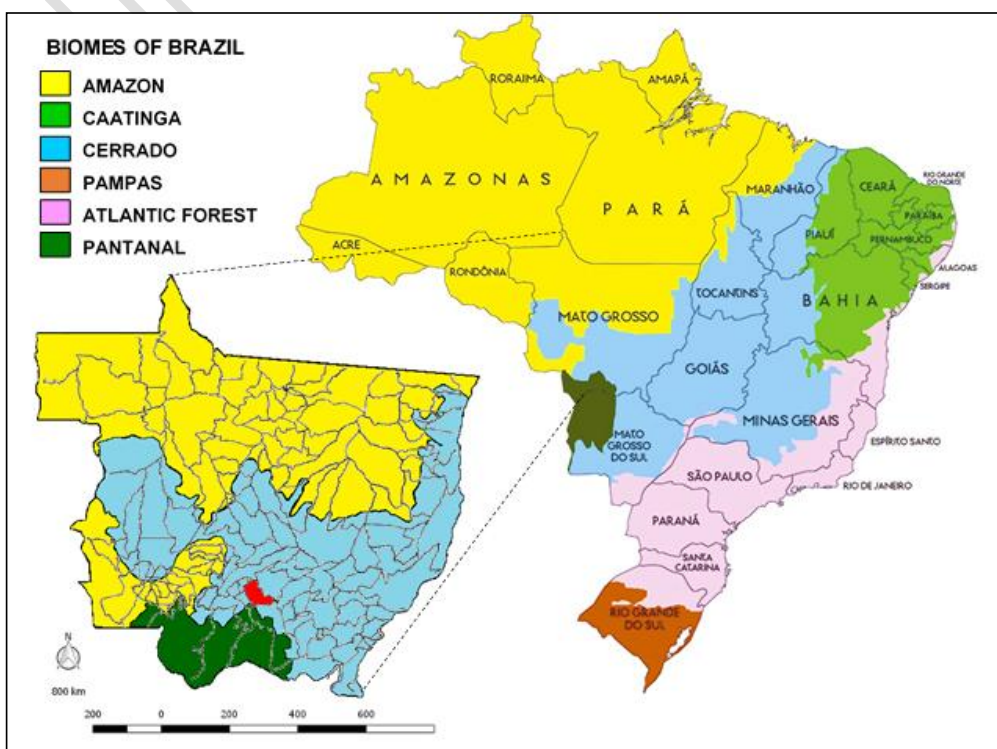 BIOMES OF BRAZIL
AMAZON
CAATINGA
CERRADO
PAMPAS
ATLANTIC FOREST
PANTANAL
RORAIMA
AMAPÁ
AMAZONAS
PARÁ
MARANHÃO
CEARÁ
RIO GRANDE
DO NORTE
PARAÍBA
PIAUÍ
PERNAMBUCO
ACRE
ALAGOAS
RONDÔNIA
SERGIPE
TOCANTINS
BAHIA
MATO GROSSO
GOIÁS
MINAS GERAIS
MATO
GROSSO
DO SUL
ESPÍRITO SANTO
SÃO PAULO
RIO DE JANEIRO
PARANÁ
SANTA
CATARINA
RIO GRANDE
DO SUL
N
800 km
200 0 200 400 600